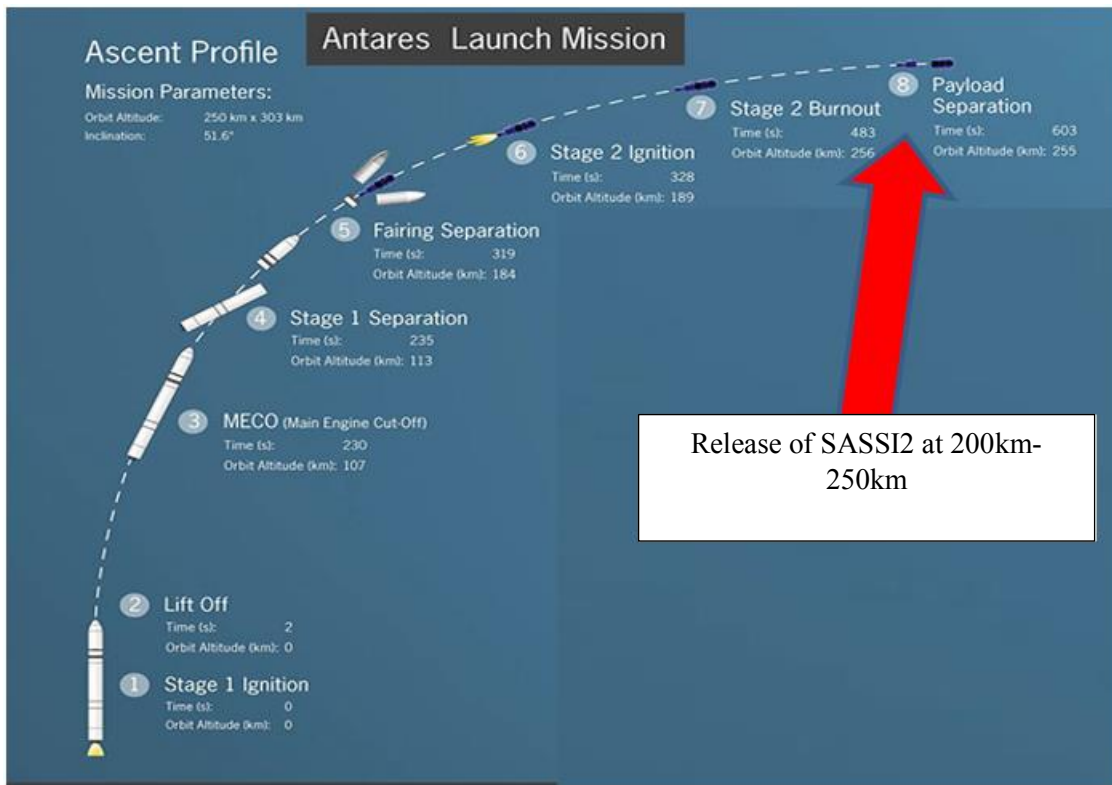 Antares Launch Mission
Ascent Profile
Mission Parameters:
Orbit Altitude: 250 km x 303 km
Inclination: 51.6°
8 Payload
Separation
Time (s): 603
Orbit Altitude (km): 255
7 Stage 2 Burnout
Time (s): 483
Orbit Altitude (km): 256
6 Stage 2 Ignition
Time (s): 328
Orbit Altitude (km): 189
5 Fairing Separation
Time (s): 319
Orbit Altitude (km): 184
4 Stage 1 Separation
Time (s): 235
Orbit Altitude (km): 113
3 MECO (Main Engine Cut-Off)
Time (s): 230
Orbit Altitude (km): 107
Release of SASSI2 at 200km-
250km
2 Lift Off
Time (s): 2
Orbit Altitude (km): 0
1 Stage 1 Ignition
Time (s): 0
Orbit Altitude (km): 0